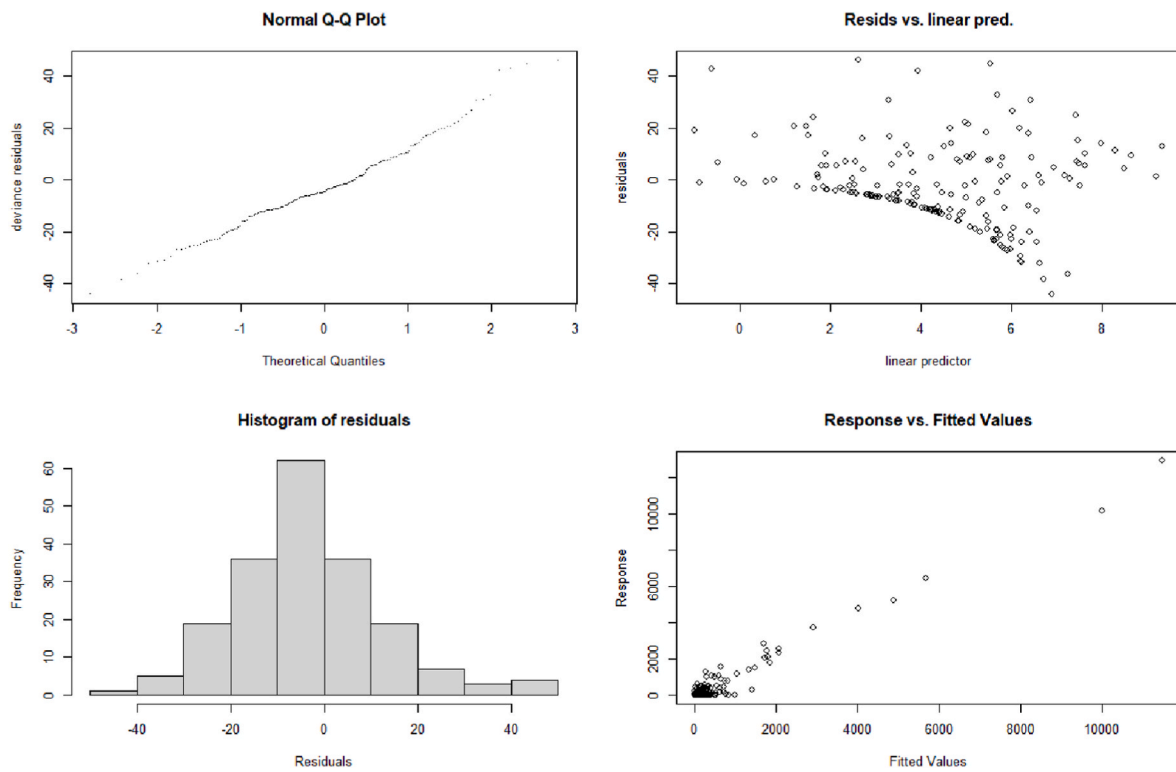 Normal Q-Q Plot
deviance residuals
40
20
0
-20
-40
-3 -2 -1 0 1 2 3
Theoretical Quantiles
Resids vs. linear pred.
residuals
40
20
0
-20
-40
0 2 4 6 8
linear predictor
Histogram of residuals
Frequency
60
50
40
30
20
10
0
-40 -20 0 20 40
Residuals
Response vs. Fitted Values
Response
10000
6000
2000
0
0 2000 4000 6000 8000 10000
Fitted Values